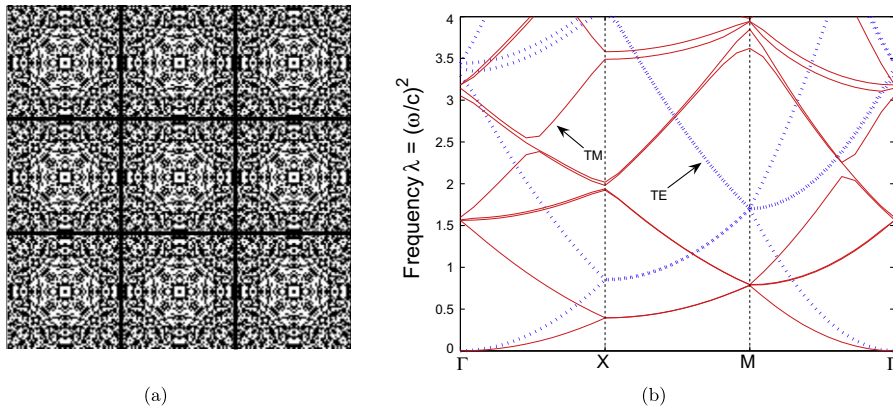 4
3.5
3
2.5
2
1.5
1
0.5
0
Frequency λ = (ω/c)²
TM
TE
Γ X M Γ
(a) (b)